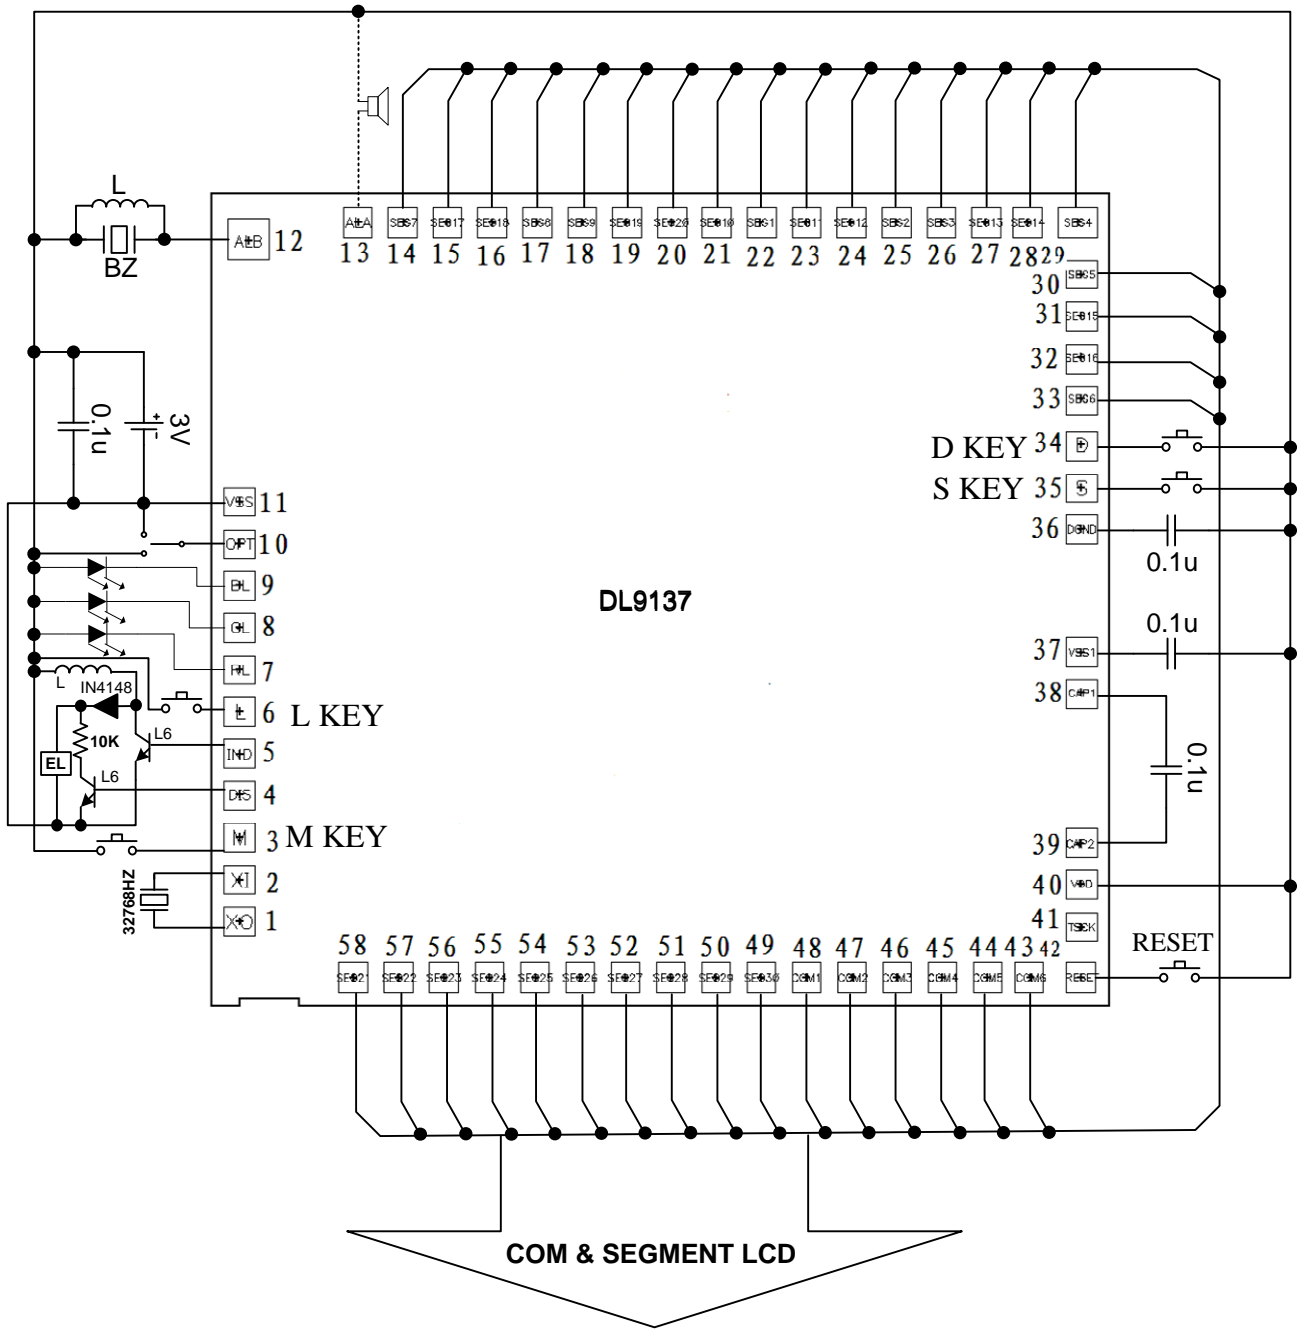 L
BZ
ALB 12
ALA SEG7 SEG17 SEG18 SEG8 SEG9 SEG19 SEG20 SEG10 SEG1 SEG11 SEG12 SEG2 SEG3 SEG13 SEG14 SEG4
13 14 15 16 17 18 19 20 21 22 23 24 25 26 27 28 29
30 SEG5
31 SEG15
32 SEG16
33 SEG6
0.1u
+
-
3V
D KEY 34 D
S KEY 35 S
36 DGND
0.1u
VSS 11
OPT 10
BL 9
GL 8
7
L 6 L KEY
IND 5
DIS 4
M 3 M KEY
XI 2
XO 1
DL9137
0.1u
37 VSS1
38 CAP1
0.1u
39 CAP2
40 VDD
41 TSCK
42 RESET
RESET
L
IN4148
10K
L6
EL
L6
32768HZ
58 57 56 55 54 53 52 51 50 49 48 47 46 45 44 43
SEG21 SEG22 SEG23 SEG24 SEG25 SEG26 SEG27 SEG28 SEG29 SEG30 COM1 COM2 COM3 COM4 COM5 COM6
COM & SEGMENT LCD